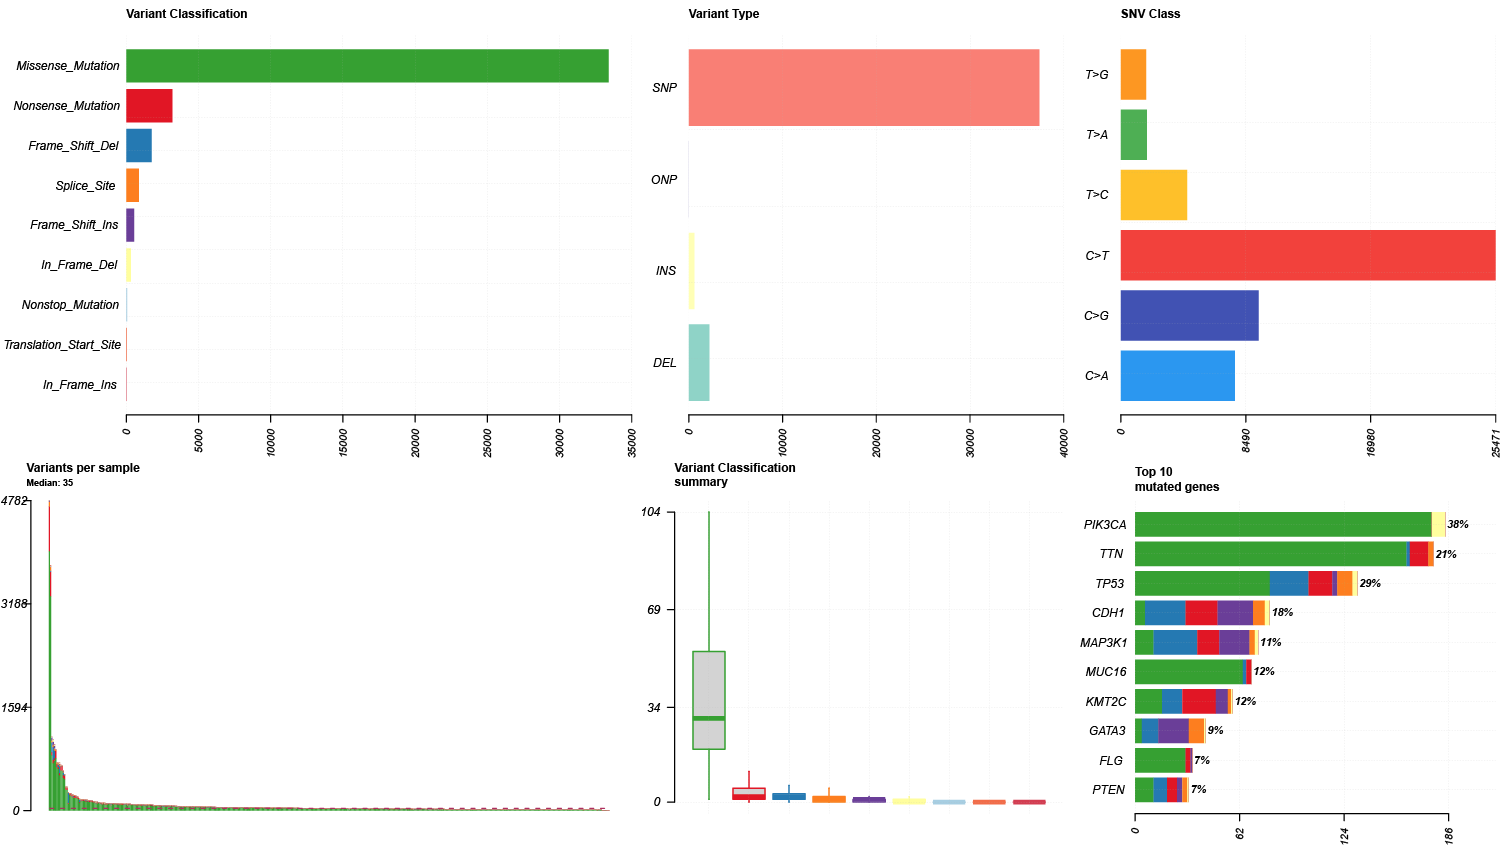 Variant Classification
Missense_Mutation
Nonsense_Mutation
Frame_Shift_Del
Splice_Site
Frame_Shift_Ins
In_Frame_Del
Nonstop_Mutation
Translation_Start_Site
In_Frame_Ins
0 5000 10000 15000 20000 25000 30000 35000
Variant Type
SNP
ONP
INS
DEL
0 10000 20000 30000 40000
SNV Class
T>G
T>A
T>C
C>T
C>G
C>A
0 8490 16980 25471
Variants per sample
Median: 35
4782
3188
1594
0
Variant Classification
summary
104
69
34
0
Top 10
mutated genes
PIK3CA 38%
TTN 21%
TP53 29%
CDH1 18%
MAP3K1 11%
MUC16 12%
KMT2C 12%
GATA3 9%
FLG 7%
PTEN 7%
0 62 124 186